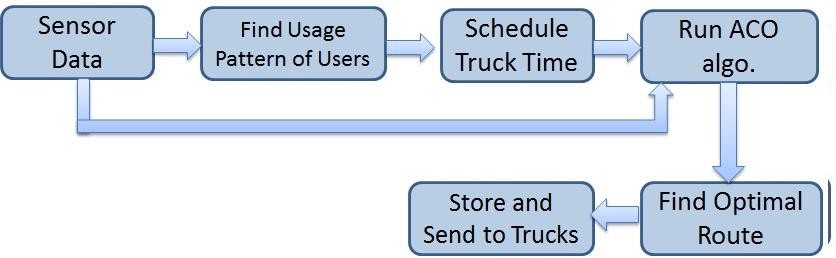 Sensor
Data
Find Usage
Pattern of Users
Schedule
Truck Time
Run ACO
algo.
Store and
Send to Trucks
Find Optimal
Route